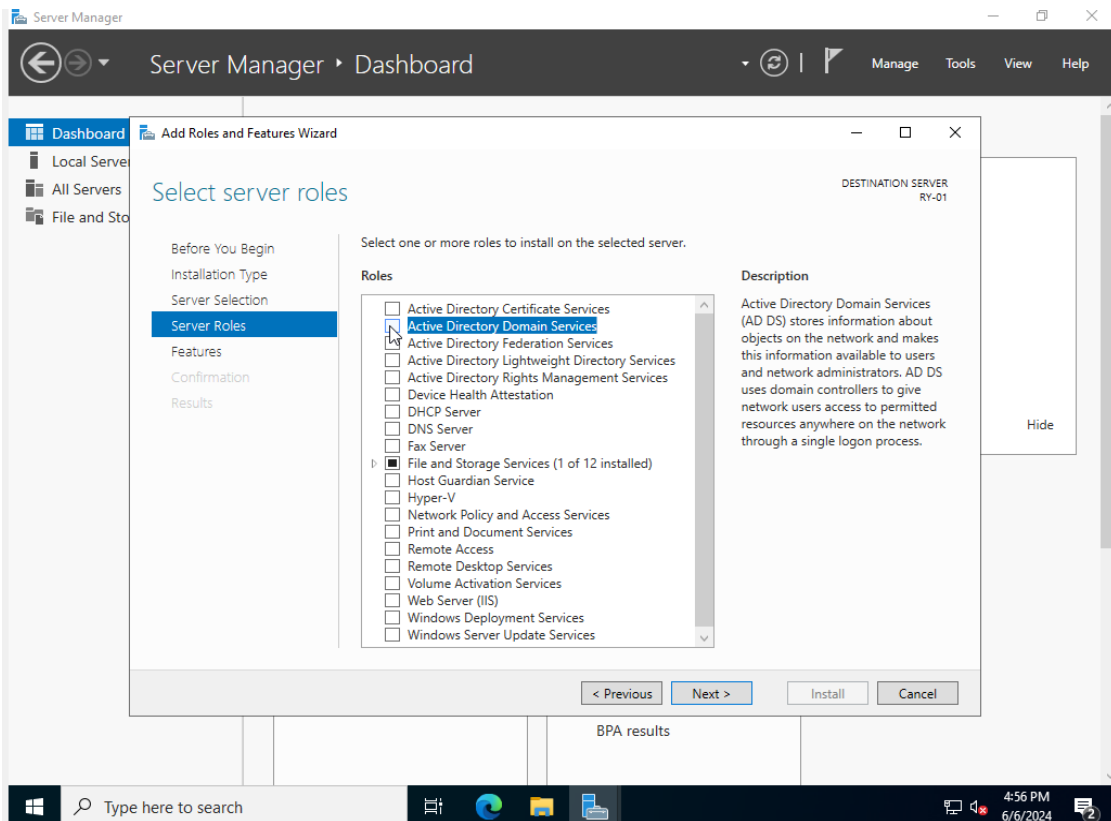 Server Manager
Server Manager ‣ Dashboard
Manage Tools View Help
Dashboard
Local Server
All Servers
File and Sto
Add Roles and Features Wizard
Select server roles
DESTINATION SERVER
RY-01
Before You Begin
Installation Type
Server Selection
Server Roles
Features
Confirmation
Results
Select one or more roles to install on the selected server.
Roles
Active Directory Certificate Services
Active Directory Domain Services
Active Directory Federation Services
Active Directory Lightweight Directory Services
Active Directory Rights Management Services
Device Health Attestation
DHCP Server
DNS Server
Fax Server
File and Storage Services (1 of 12 installed)
Host Guardian Service
Hyper-V
Network Policy and Access Services
Print and Document Services
Remote Access
Remote Desktop Services
Volume Activation Services
Web Server (IIS)
Windows Deployment Services
Windows Server Update Services
Description
Active Directory Domain Services
(AD DS) stores information about
objects on the network and makes
this information available to users
and network administrators. AD DS
uses domain controllers to give
network users access to permitted
resources anywhere on the network
through a single logon process.
Hide
< Previous Next > Install Cancel
BPA results
Type here to search
4:56 PM
6/6/2024
2